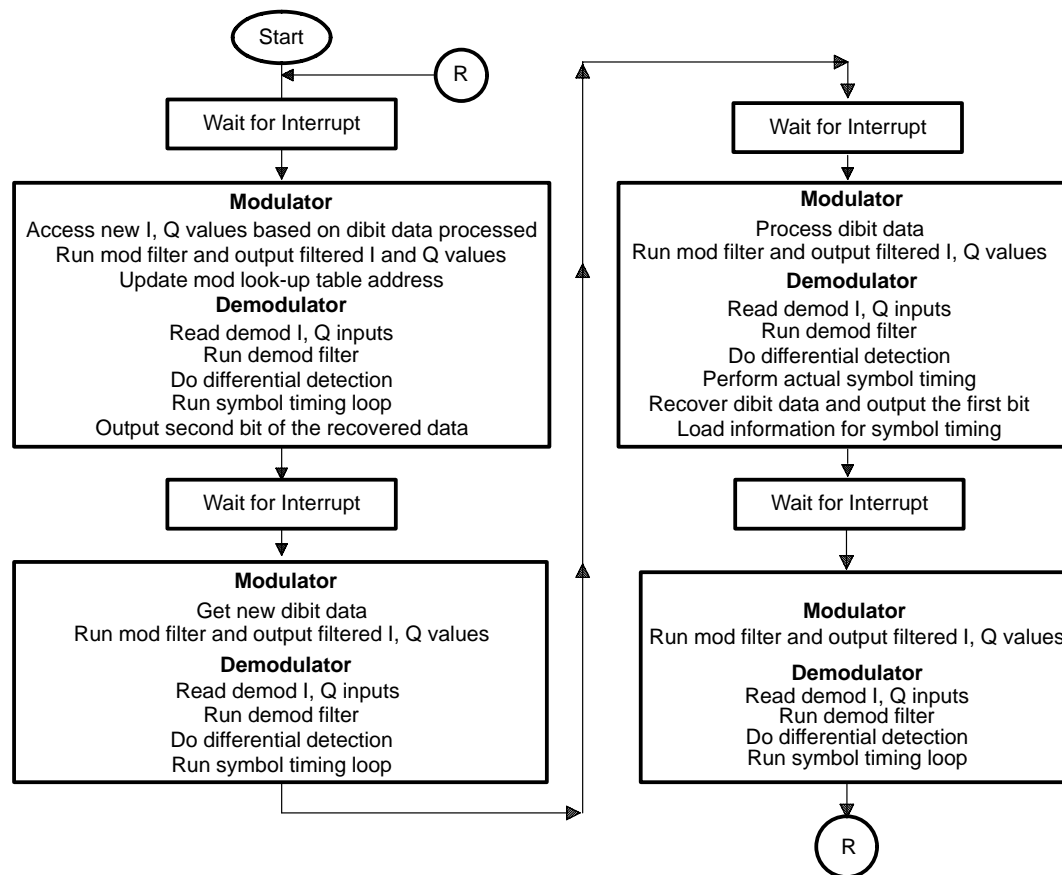 Start
R
Wait for Interrupt
Modulator
Access new I, Q values based on dibit data processed
Run mod filter and output filtered I and Q values
Update mod look-up table address
Demodulator
Read demod I, Q inputs
Run demod filter
Do differential detection
Run symbol timing loop
Output second bit of the recovered data
Wait for Interrupt
Modulator
Get new dibit data
Run mod filter and output filtered I, Q values
Demodulator
Read demod I, Q inputs
Run demod filter
Do differential detection
Run symbol timing loop
Wait for Interrupt
Modulator
Process dibit data
Run mod filter and output filtered I, Q values
Demodulator
Read demod I, Q inputs
Run demod filter
Do differential detection
Perform actual symbol timing
Recover dibit data and output the first bit
Load information for symbol timing
Wait for Interrupt
Modulator
Run mod filter and output filtered I, Q values
Demodulator
Read demod I, Q inputs
Run demod filter
Do differential detection
Run symbol timing loop
R